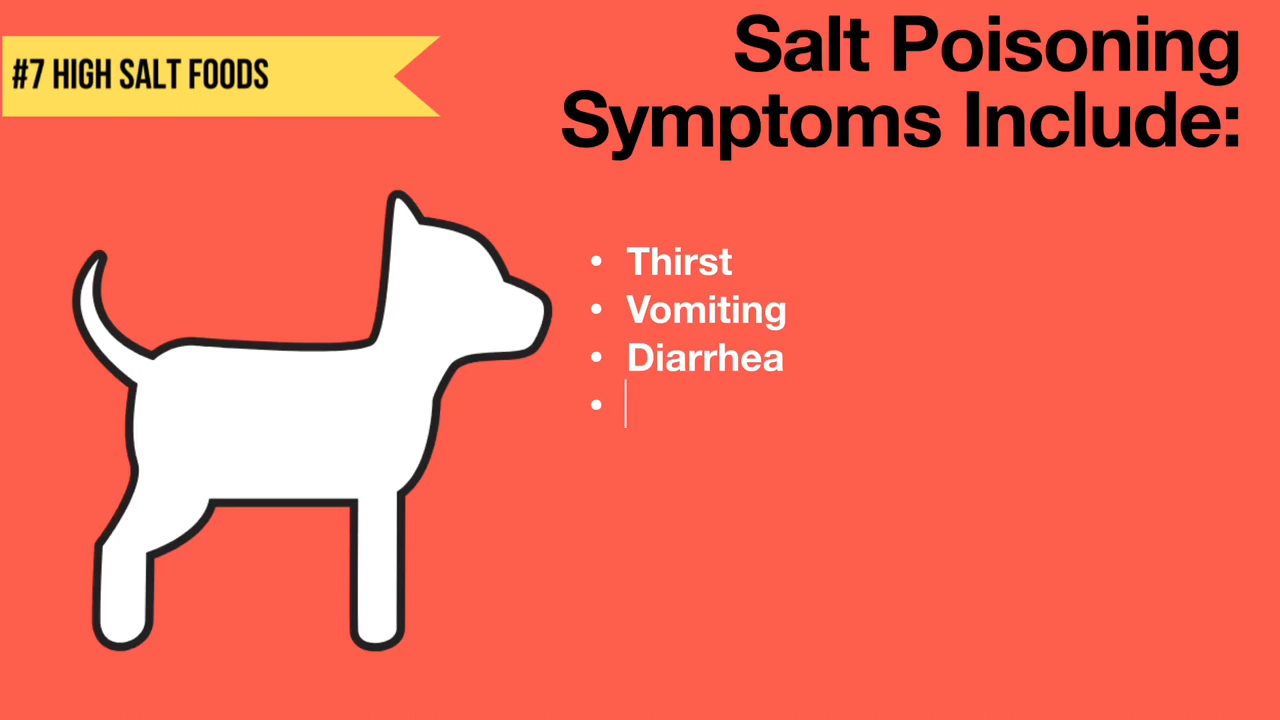 #7 HIGH SALT FOODS
Salt Poisoning
Symptoms Include:
• Thirst
• Vomiting
• Diarrhea
•